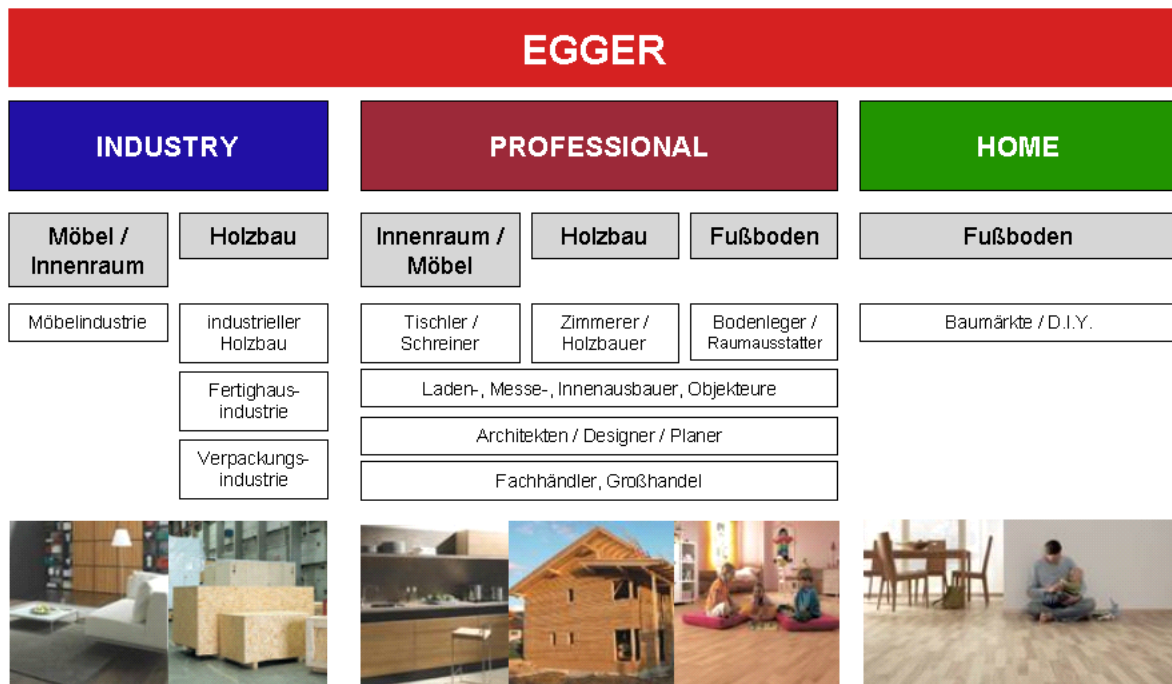 EGGER
INDUSTRY
PROFESSIONAL
HOME
Möbel /
Innenraum
Holzbau
Innenraum /
Möbel
Holzbau
Fußboden
Fußboden
Möbelindustrie
industrieller
Holzbau
Tischler /
Schreiner
Zimmerer /
Holzbauer
Bodenleger /
Raumausstatter
Baumärkte / D.I.Y.
Fertighaus-
industrie
Laden-, Messe-, Innenausbauer, Objekteure
Verpackungs-
industrie
Architekten / Designer / Planer
Fachhändler, Großhandel